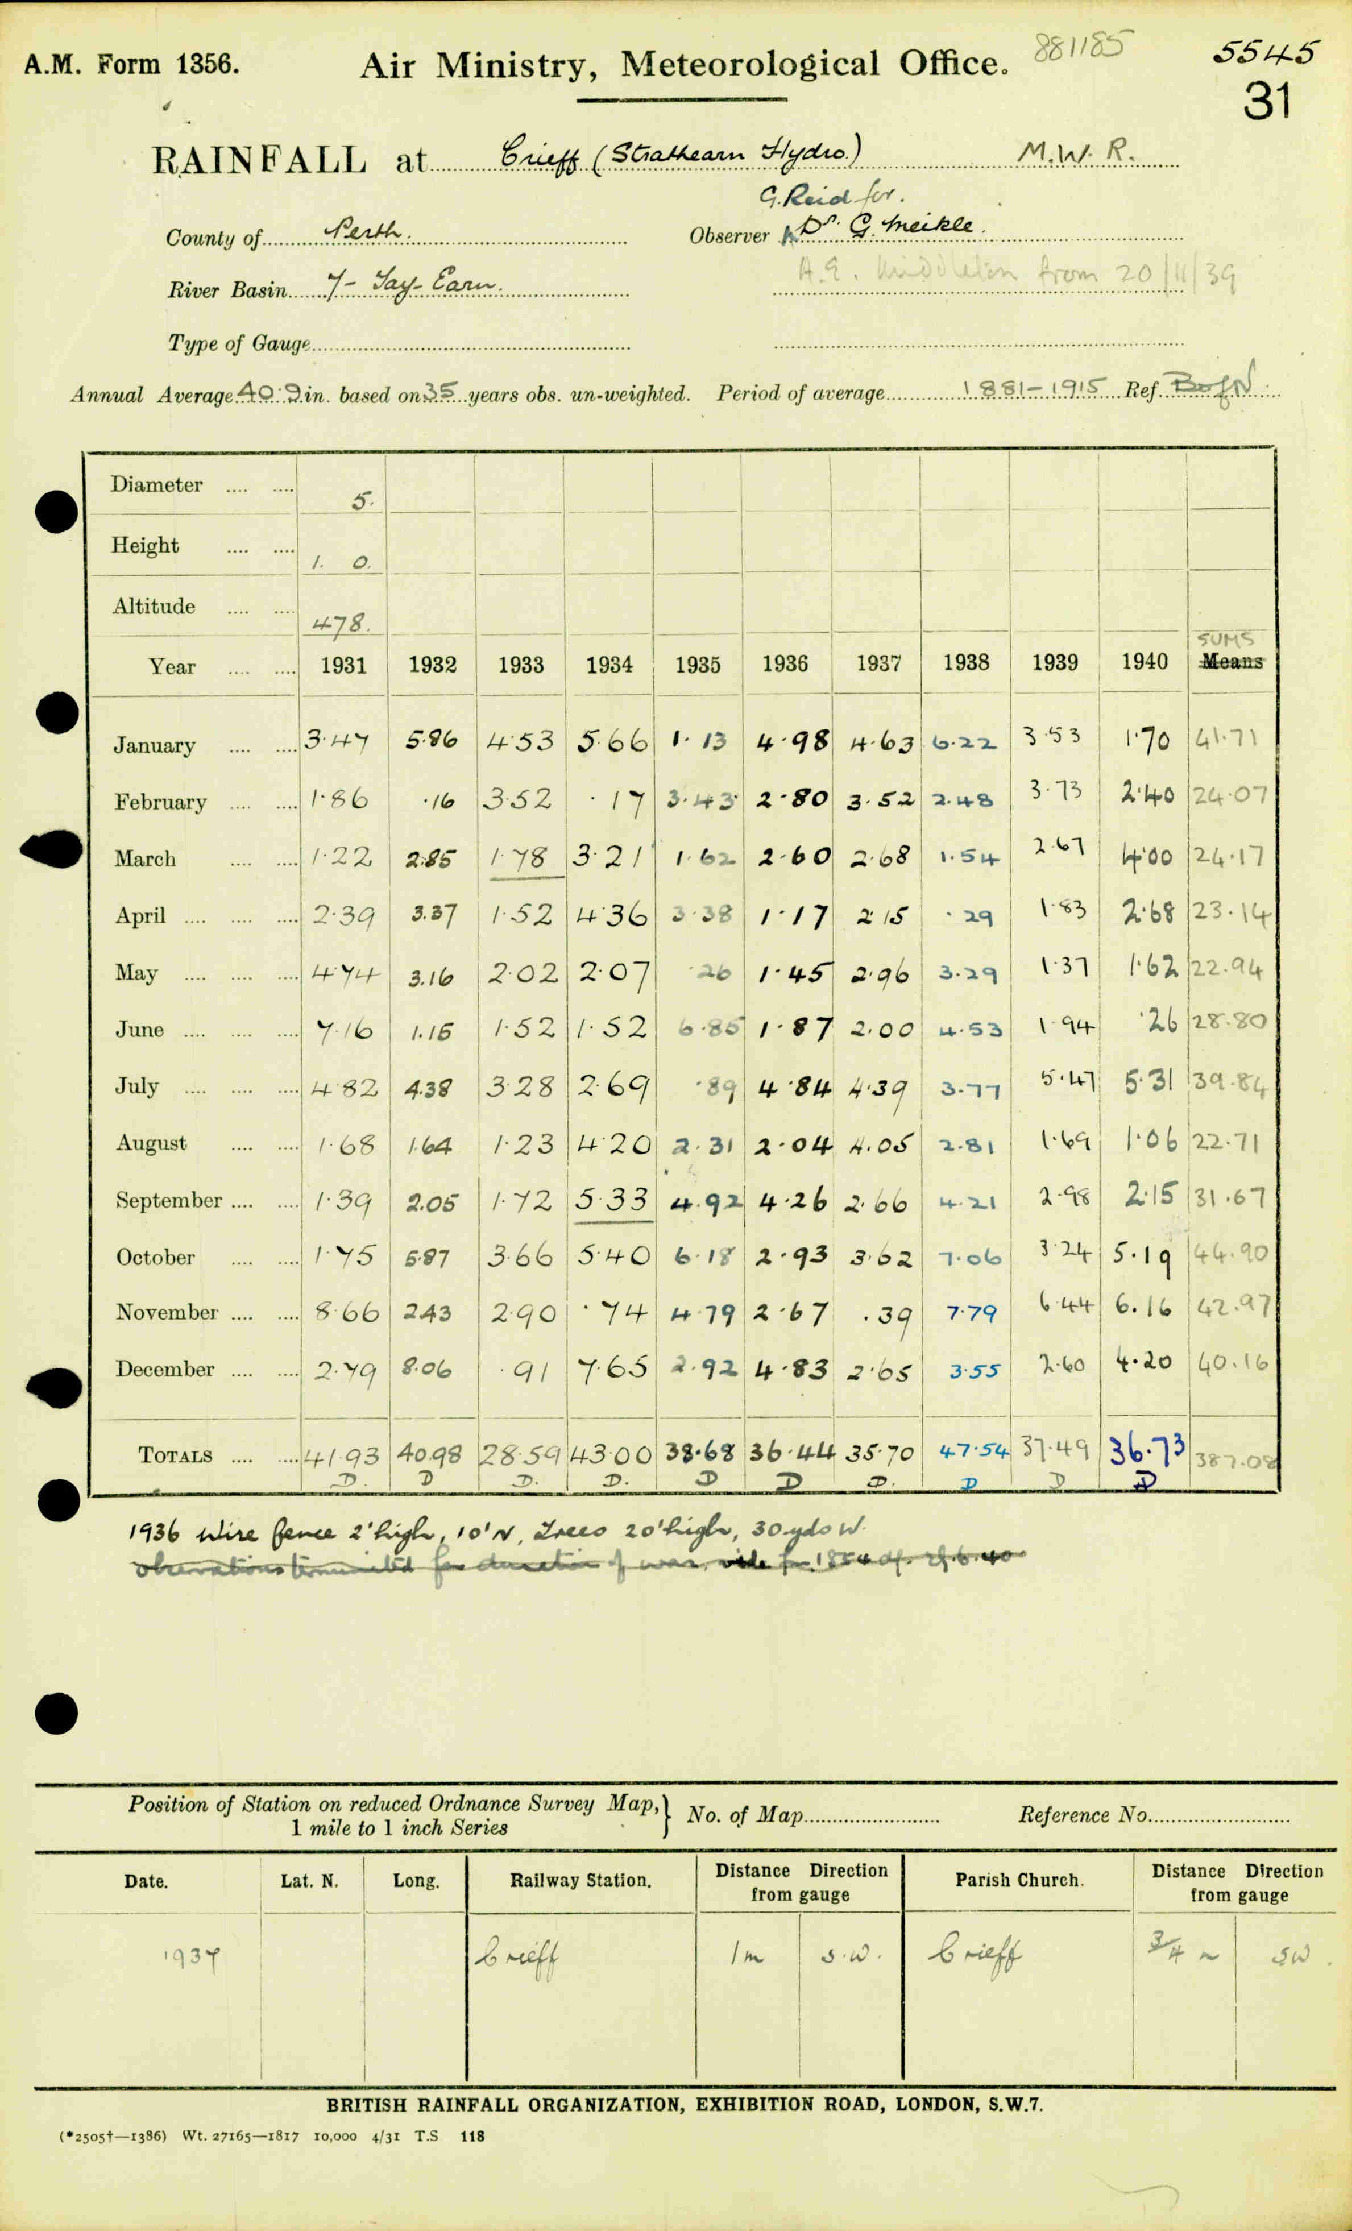 A.M. Form 1356.
Air Ministry, Meteorological Office.
881185
5545
31
RAINFALL at Crieff (Strathearn Hydro.) M.W.R.
G. Reid for.
County of Perth. Observer Dr. G. Meikle.
A.E. Middleton from 20/11/39
River Basin 7- Tay- Earn.
Type of Gauge
Annual Average 40.9 in. based on 35 years obs. un-weighted. Period of average 1881-1915 Ref.
Diameter 5.
Height 1. 0.
Altitude 478.
SUMS
Year 1931 1932 1933 1934 1935 1936 1937 1938 1939 1940 Means
January 3.47 5.86 4.53 5.66 1.13 4.98 4.63 6.22 3.53 1.70 41.71
February 1.86 .16 3.52 .17 3.43 2.80 3.52 2.48 3.73 2.40 24.07
March 1.22 2.85 1.78 3.21 1.62 2.60 2.68 1.54 2.67 4.00 24.17
April 2.39 3.37 1.52 4.36 3.38 1.17 2.15 .29 1.83 2.68 23.14
May 4.74 3.16 2.02 2.07 .26 1.45 2.96 3.29 1.37 1.62 22.94
June 7.16 1.15 1.52 1.52 6.85 1.87 2.00 4.53 1.94 .26 28.80
July 4.82 4.38 3.28 2.69 .89 4.84 4.39 3.77 5.47 5.31 39.84
August 1.68 1.64 1.23 4.20 2.31 2.04 4.05 2.81 1.69 1.06 22.71
September 1.39 2.05 1.72 5.33 4.92 4.26 2.66 4.21 2.98 2.15 31.67
October 1.75 5.87 3.66 5.40 6.18 2.93 3.62 7.06 3.24 5.19 44.90
November 8.66 2.43 2.90 .74 4.79 2.67 .39 7.79 6.44 6.16 42.97
December 2.79 8.06 .91 7.65 2.92 4.83 2.65 3.55 2.60 4.20 40.16
TOTALS 41.93 40.98 28.59 43.00 38.68 36.44 35.70 47.54 37.49 36.73 387.08
D. D D. D. D D D. D D D
1936 Wire fence 2' high, 10' N, Trees 20' high, 30 yds W.
observations terminated for duration of war, vide
Position of Station on reduced Ordnance Survey Map, 1 mile to 1 inch Series } No. of Map Reference No.
Date. Lat. N. Long. Railway Station. Distance Direction from gauge Parish Church. Distance Direction from gauge
1937 Crieff 1m S.W. Crieff 3/4 m SW.
BRITISH RAINFALL ORGANIZATION, EXHIBITION ROAD, LONDON, S.W.7.
(*2505†—1386) Wt. 27165—1817 10,000 4/31 T.S 118